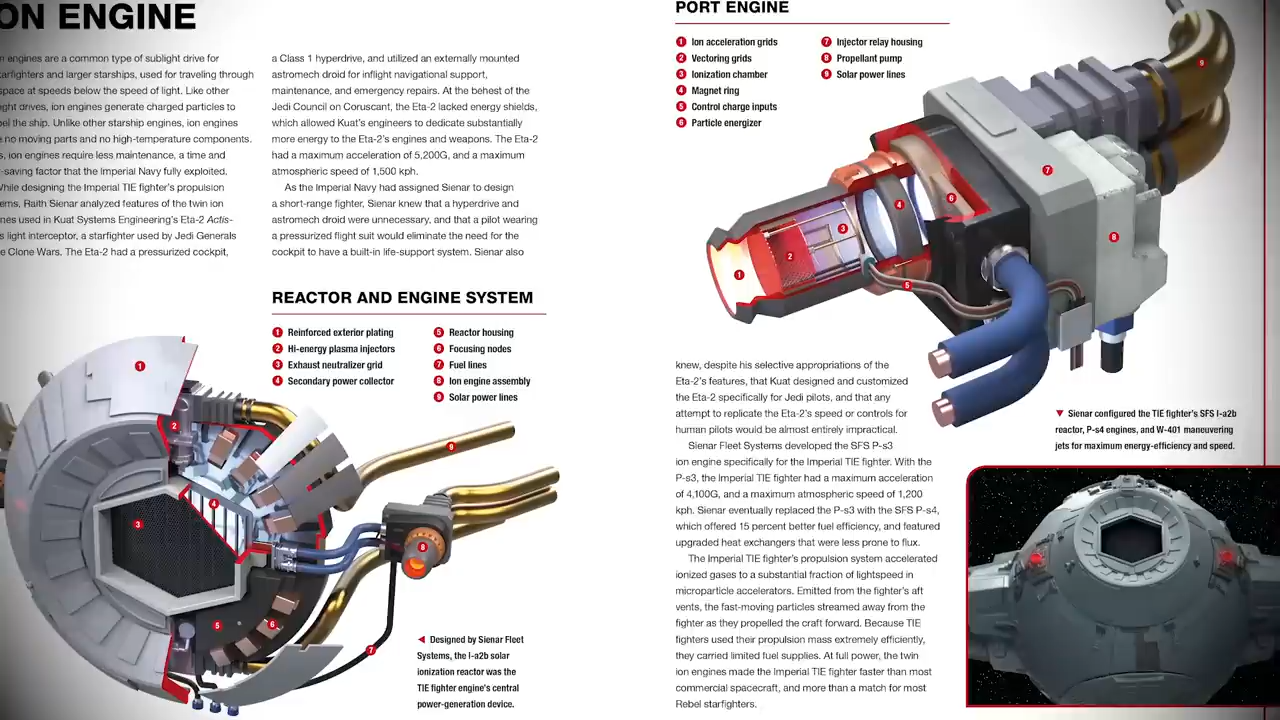 ON ENGINE
engines are a common type of sublight drive for
and larger starships, used for traveling through
space at speeds below the speed of light. Like other
drives, ion engines generate charged particles to
the ship. Unlike other starship engines, ion engines
no moving parts and no high-temperature components.
ion engines require less maintenance, a time and
-saving factor that the Imperial Navy fully exploited.
While designing the Imperial TIE fighter's propulsion
Raith Sienar analyzed features of the twin ion
used in Kuat Systems Engineering's Eta-2 Actis-
light interceptor, a starfighter used by Jedi Generals
Clone Wars. The Eta-2 had a pressurized cockpit,
a Class 1 hyperdrive, and utilized an externally mounted
astromech droid for inflight navigational support,
maintenance, and emergency repairs. At the behest of the
Jedi Council on Coruscant, the Eta-2 lacked energy shields,
which allowed Kuat's engineers to dedicate substantially
more energy to the Eta-2's engines and weapons. The Eta-2
had a maximum acceleration of 5,200G, and a maximum
atmospheric speed of 1,500 kph.
As the Imperial Navy had assigned Sienar to design
a short-range fighter, Sienar knew that a hyperdrive and
astromech droid were unnecessary, and that a pilot wearing
a pressurized flight suit would eliminate the need for the
cockpit to have a built-in life-support system. Sienar also
REACTOR AND ENGINE SYSTEM
1 Reinforced exterior plating
2 Hi-energy plasma injectors
3 Exhaust neutralizer grid
4 Secondary power collector
5 Reactor housing
6 Focusing nodes
7 Fuel lines
8 Ion engine assembly
9 Solar power lines
1
2
3
4
5
6
7
8
9
◄ Designed by Sienar Fleet
Systems, the I-a2b solar
ionization reactor was the
TIE fighter engine's central
power-generation device.
PORT ENGINE
1 Ion acceleration grids
2 Vectoring grids
3 Ionization chamber
4 Magnet ring
5 Control charge inputs
6 Particle energizer
7 Injector relay housing
8 Propellant pump
9 Solar power lines
1
2
3
4
5
6
7
8
9
knew, despite his selective appropriations of the
Eta-2's features, that Kuat designed and customized
the Eta-2 specifically for Jedi pilots, and that any
attempt to replicate the Eta-2's speed or controls for
human pilots would be almost entirely impractical.
Sienar Fleet Systems developed the SFS P-s3
ion engine specifically for the Imperial TIE fighter. With the
P-s3, the Imperial TIE fighter had a maximum acceleration
of 4,100G, and a maximum atmospheric speed of 1,200
kph. Sienar eventually replaced the P-s3 with the SFS P-s4,
which offered 15 percent better fuel efficiency, and featured
upgraded heat exchangers that were less prone to flux.
The Imperial TIE fighter's propulsion system accelerated
ionized gases to a substantial fraction of lightspeed in
microparticle accelerators. Emitted from the fighter's aft
vents, the fast-moving particles streamed away from the
fighter as they propelled the craft forward. Because TIE
fighters used their propulsion mass extremely efficiently,
they carried limited fuel supplies. At full power, the twin
ion engines made the Imperial TIE fighter faster than most
commercial spacecraft, and more than a match for most
Rebel starfighters.
▼ Sienar configured the TIE fighter's SFS I-a2b
reactor, P-s4 engines, and W-401 maneuvering
jets for maximum energy-efficiency and speed.